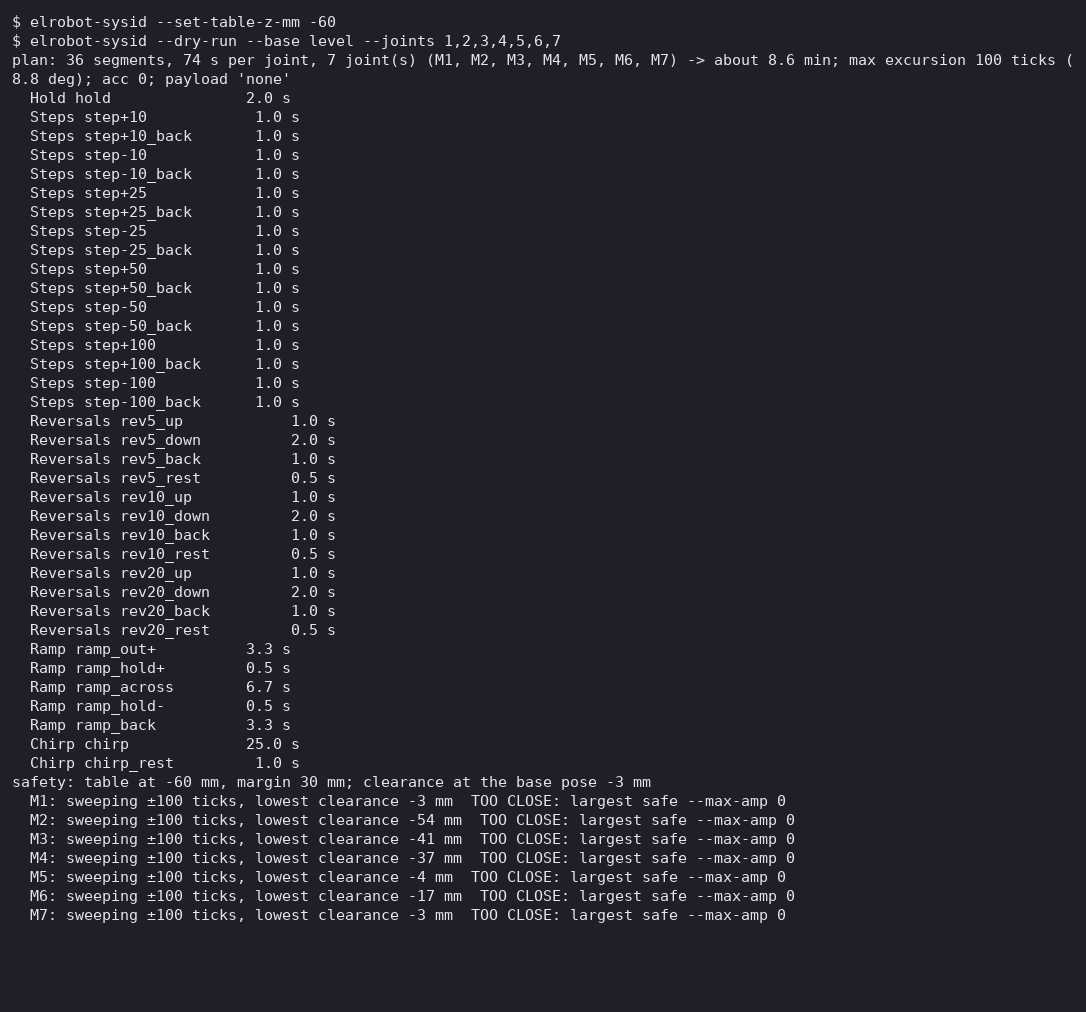 $ elrobot-sysid --set-table-z-mm -60
$ elrobot-sysid --dry-run --base level --joints 1,2,3,4,5,6,7
plan: 36 segments, 74 s per joint, 7 joint(s) (M1, M2, M3, M4, M5, M6, M7) -> about 8.6 min; max excursion 100 ticks (
8.8 deg); acc 0; payload 'none'
  Hold hold               2.0 s
  Steps step+10            1.0 s
  Steps step+10_back       1.0 s
  Steps step-10            1.0 s
  Steps step-10_back       1.0 s
  Steps step+25            1.0 s
  Steps step+25_back       1.0 s
  Steps step-25            1.0 s
  Steps step-25_back       1.0 s
  Steps step+50            1.0 s
  Steps step+50_back       1.0 s
  Steps step-50            1.0 s
  Steps step-50_back       1.0 s
  Steps step+100           1.0 s
  Steps step+100_back      1.0 s
  Steps step-100           1.0 s
  Steps step-100_back      1.0 s
  Reversals rev5_up            1.0 s
  Reversals rev5_down          2.0 s
  Reversals rev5_back          1.0 s
  Reversals rev5_rest          0.5 s
  Reversals rev10_up           1.0 s
  Reversals rev10_down         2.0 s
  Reversals rev10_back         1.0 s
  Reversals rev10_rest         0.5 s
  Reversals rev20_up           1.0 s
  Reversals rev20_down         2.0 s
  Reversals rev20_back         1.0 s
  Reversals rev20_rest         0.5 s
  Ramp ramp_out+          3.3 s
  Ramp ramp_hold+         0.5 s
  Ramp ramp_across        6.7 s
  Ramp ramp_hold-         0.5 s
  Ramp ramp_back          3.3 s
  Chirp chirp             25.0 s
  Chirp chirp_rest         1.0 s
safety: table at -60 mm, margin 30 mm; clearance at the base pose -3 mm
  M1: sweeping ±100 ticks, lowest clearance -3 mm  TOO CLOSE: largest safe --max-amp 0
  M2: sweeping ±100 ticks, lowest clearance -54 mm  TOO CLOSE: largest safe --max-amp 0
  M3: sweeping ±100 ticks, lowest clearance -41 mm  TOO CLOSE: largest safe --max-amp 0
  M4: sweeping ±100 ticks, lowest clearance -37 mm  TOO CLOSE: largest safe --max-amp 0
  M5: sweeping ±100 ticks, lowest clearance -4 mm  TOO CLOSE: largest safe --max-amp 0
  M6: sweeping ±100 ticks, lowest clearance -17 mm  TOO CLOSE: largest safe --max-amp 0
  M7: sweeping ±100 ticks, lowest clearance -3 mm  TOO CLOSE: largest safe --max-amp 0